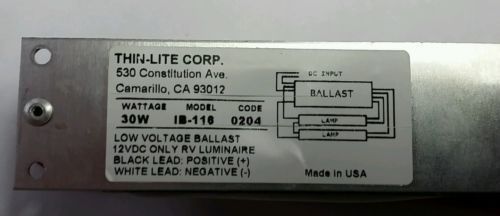 THIN-LITE CORP.
530 Constitution Ave.
Camarillo, CA 93012
WATTAGE MODEL CODE
30W IB-116 0204
LOW VOLTAGE BALLAST
12VDC ONLY RV LUMINAIRE
BLACK LEAD: POSITIVE (+)
WHITE LEAD: NEGATIVE (-)
DC INPUT
BALLAST
LAMP
LAMP
Made in USA